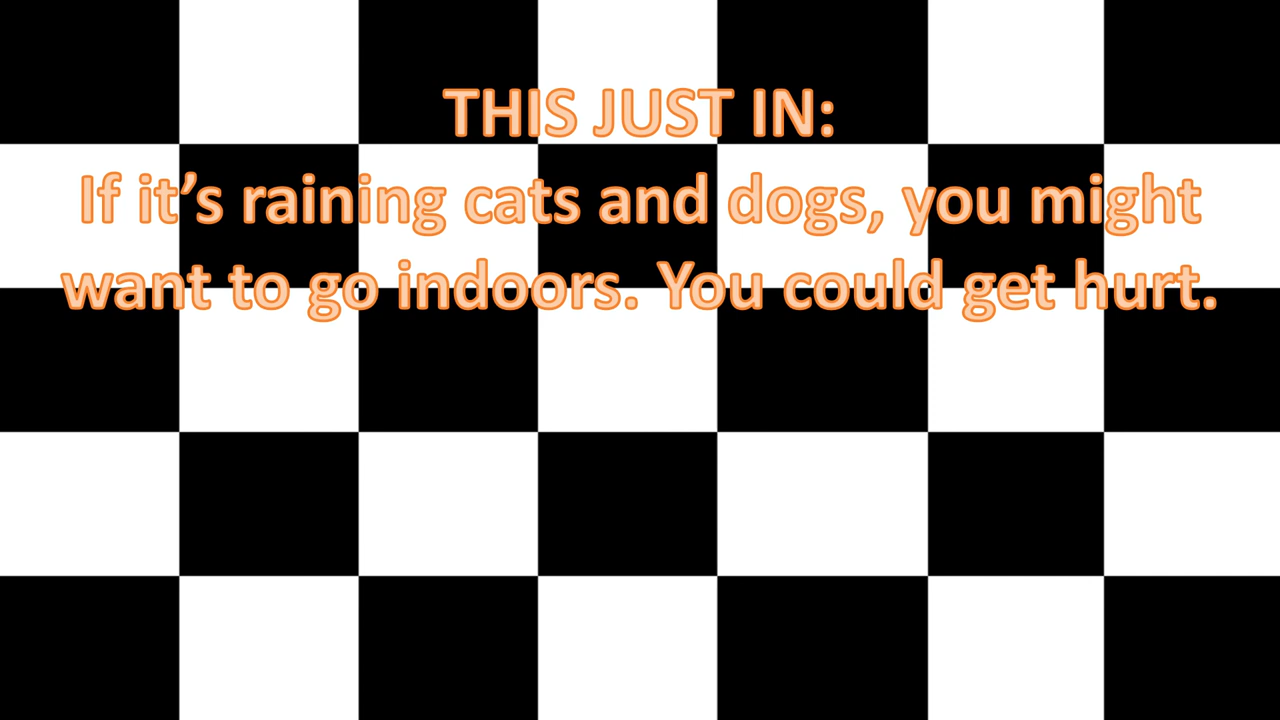 THIS JUST IN:
If it’s raining cats and dogs, you might
want to go indoors. You could get hurt.